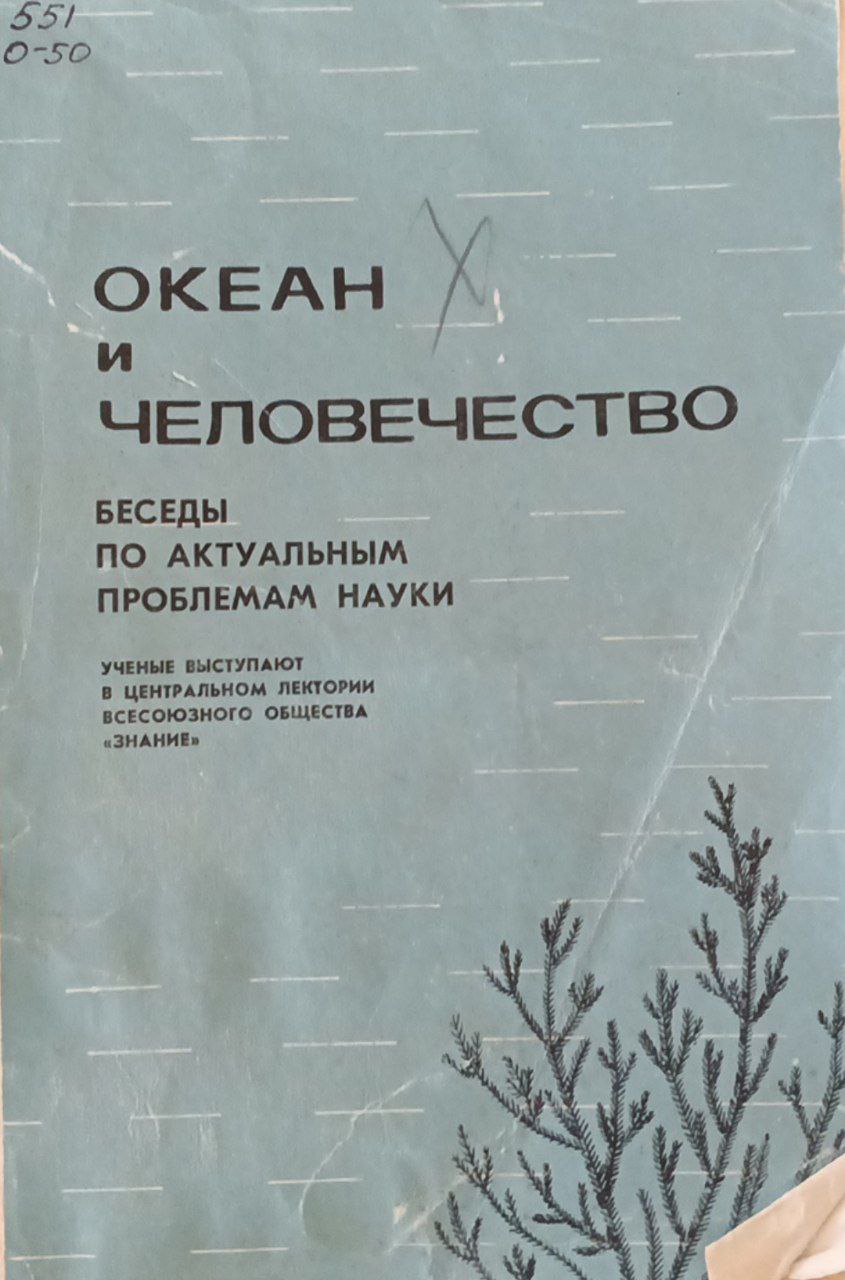 551
О-50
ОКЕАН
и
ЧЕЛОВЕЧЕСТВО
БЕСЕДЫ
ПО АКТУАЛЬНЫМ
ПРОБЛЕМАМ НАУКИ
УЧЕНЫЕ ВЫСТУПАЮТ
В ЦЕНТРАЛЬНОМ ЛЕКТОРИИ
ВСЕСОЮЗНОГО ОБЩЕСТВА
«ЗНАНИЕ»